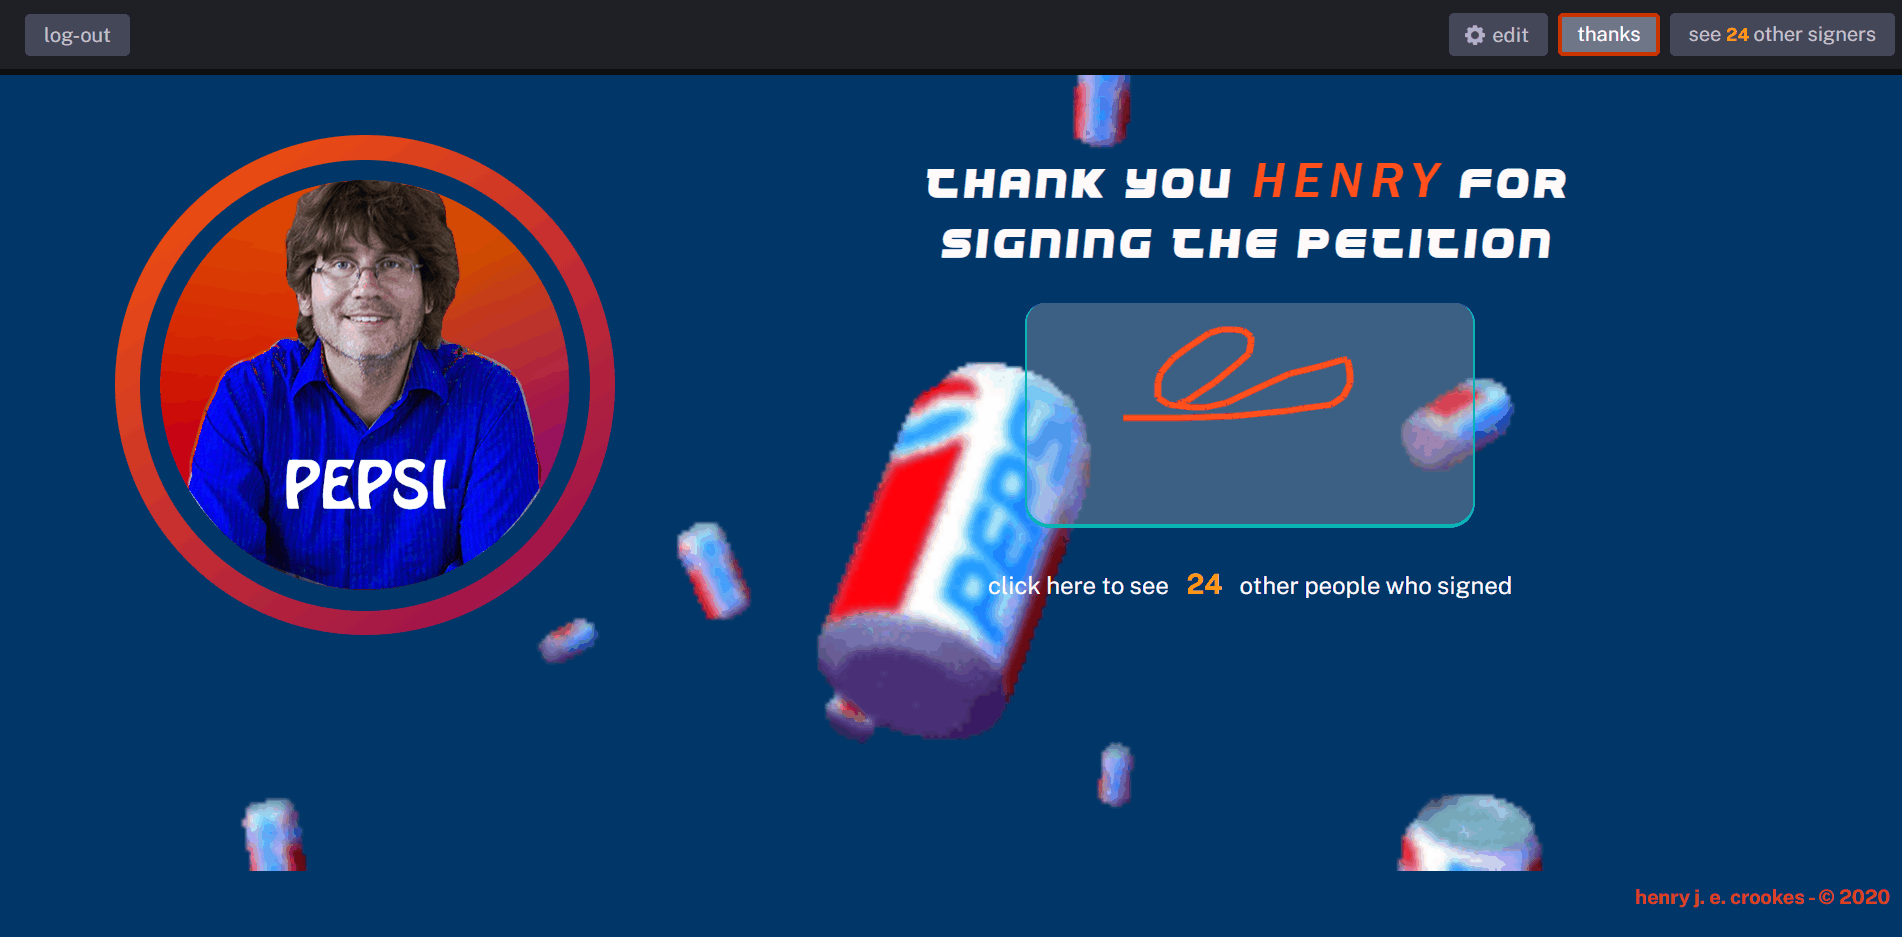 log-out
edit
thanks
see 24 other signers
THANK YOU HENRY FOR
SIGNING THE PETITION
PEPSI
PEPS
click here to see 24 other people who signed
henry j. e. crookes - © 2020